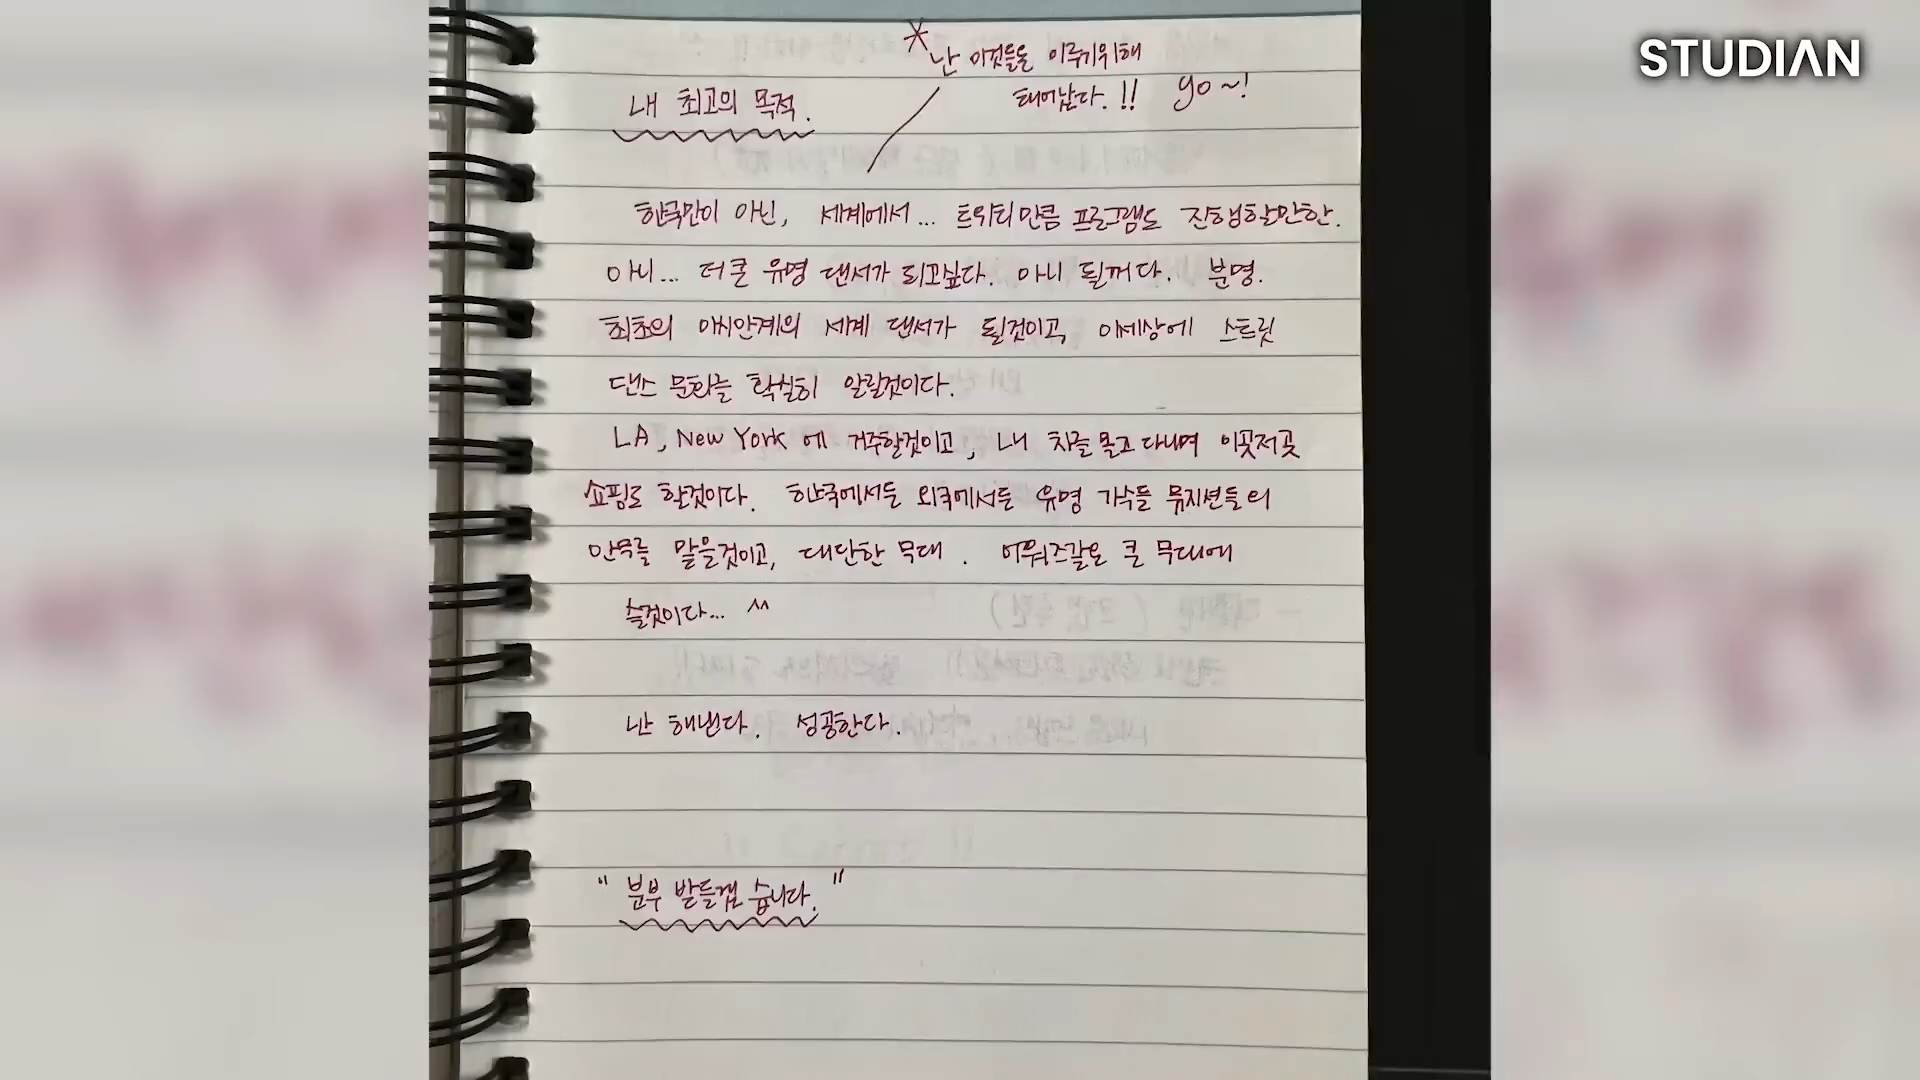 STUDIAN
* 난 이것들을 이루기위해
태어났다. !! yo~!
내 최고의 목적.
한국만이 아닌, 세계에서... 트위티만큼 프로그램도 진행할만한.
아니... 더 큰 유명 댄서가 되고싶다. 아니 될꺼다. 분명.
최초의 아시안계의 세계 댄서가 될것이고, 이세상에 스트릿
댄스 문화를 확실히 알릴것이다.
LA, New York 에 거주할것이고, 내 차를 몰고 다니며 이곳저곳
쇼핑도 할것이다. 한국에서든 외국에서든 유명 가수들 뮤지션들의
안무를 맡을것이고, 대단한 무대. 어워즈같은 큰 무대에
슬것이다... ^^
난 해낸다. 성공한다.
" 분부 받들겠습니다. "